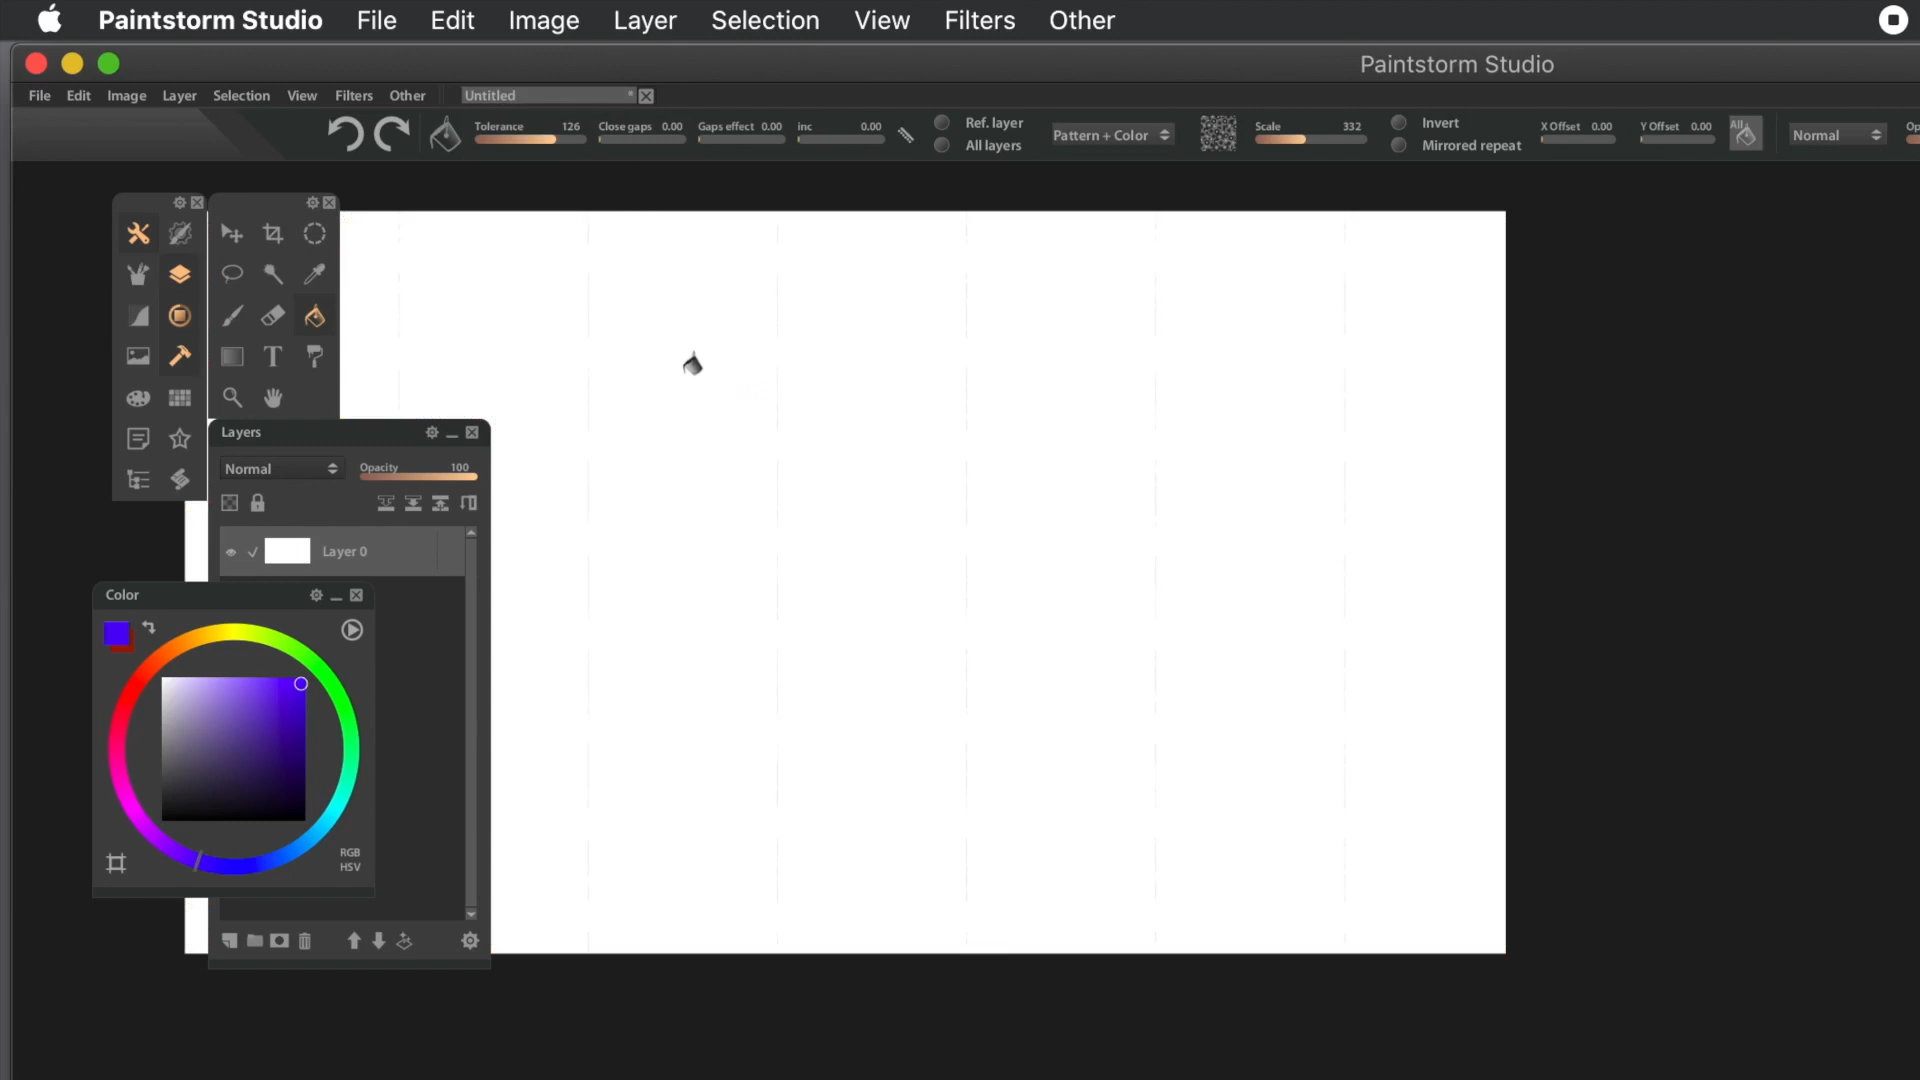 Paintstorm Studio File Edit Image Layer Selection View Filters Other
Paintstorm Studio
File Edit Image Layer Selection View Filters Other Untitled *
Tolerance 126 Close gaps 0.00 Gaps effect 0.00 inc 0.00
Ref. layer
All layers
Pattern + Color
Scale 332
Invert
Mirrored repeat
X Offset 0.00 Y Offset 0.00
All
Normal
Op
T
Layers
Normal Opacity 100
Layer 0
Color
RGB
HSV